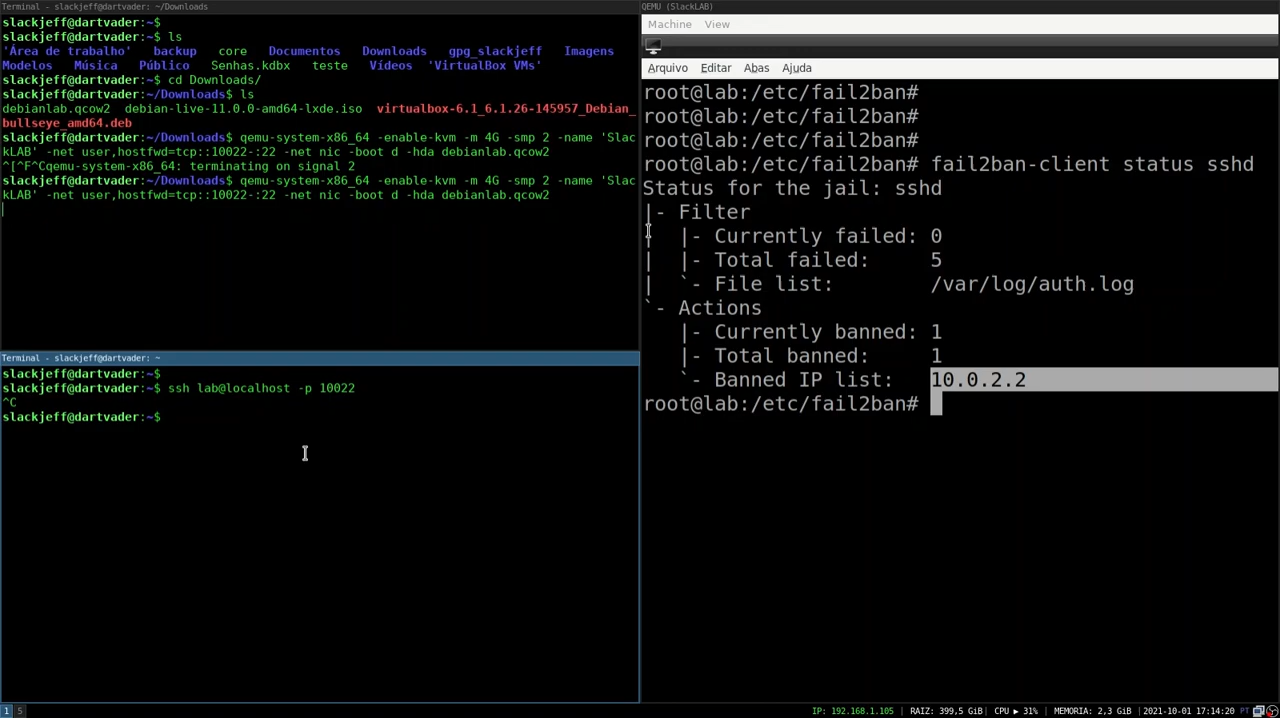 Terminal - slackjeff@dartvader: ~/Downloads
slackjeff@dartvader:~$
slackjeff@dartvader:~$ ls
'Área de trabalho'   backup   core   Documentos   Downloads   gpg_slackjeff   Imagens
Modelos   Música   Público   Senhas.kdbx   teste   Vídeos  'VirtualBox VMs'
slackjeff@dartvader:~$ cd Downloads/
slackjeff@dartvader:~/Downloads$ ls
debianlab.qcow2  debian-live-11.0.0-amd64-lxde.iso  virtualbox-6.1_6.1.26-145957_Debian_
bullseye_amd64.deb
slackjeff@dartvader:~/Downloads$ qemu-system-x86_64 -enable-kvm -m 4G -smp 2 -name 'Slac
kLAB' -net user,hostfwd=tcp::10022-:22 -net nic -boot d -hda debianlab.qcow2
^[^F^Cqemu-system-x86_64: terminating on signal 2
slackjeff@dartvader:~/Downloads$ qemu-system-x86_64 -enable-kvm -m 4G -smp 2 -name 'Slac
kLAB' -net user,hostfwd=tcp::10022-:22 -net nic -boot d -hda debianlab.qcow2
Terminal - slackjeff@dartvader: ~
slackjeff@dartvader:~$
slackjeff@dartvader:~$ ssh lab@localhost -p 10022
^C
slackjeff@dartvader:~$
QEMU (SlackLAB)
Machine View
Arquivo Editar Abas Ajuda
root@lab:/etc/fail2ban#
root@lab:/etc/fail2ban#
root@lab:/etc/fail2ban#
root@lab:/etc/fail2ban# fail2ban-client status sshd
Status for the jail: sshd
|- Filter
|  |- Currently failed: 0
|  |- Total failed:     5
|  `- File list:        /var/log/auth.log
`- Actions
   |- Currently banned: 1
   |- Total banned:     1
   `- Banned IP list:   10.0.2.2
root@lab:/etc/fail2ban#
1 5
IP: 192.168.1.105 | RAIZ: 399,5 GiB | CPU ▶ 31% | MEMORIA: 2,3 GiB | 2021-10-01 17:14:20 PT